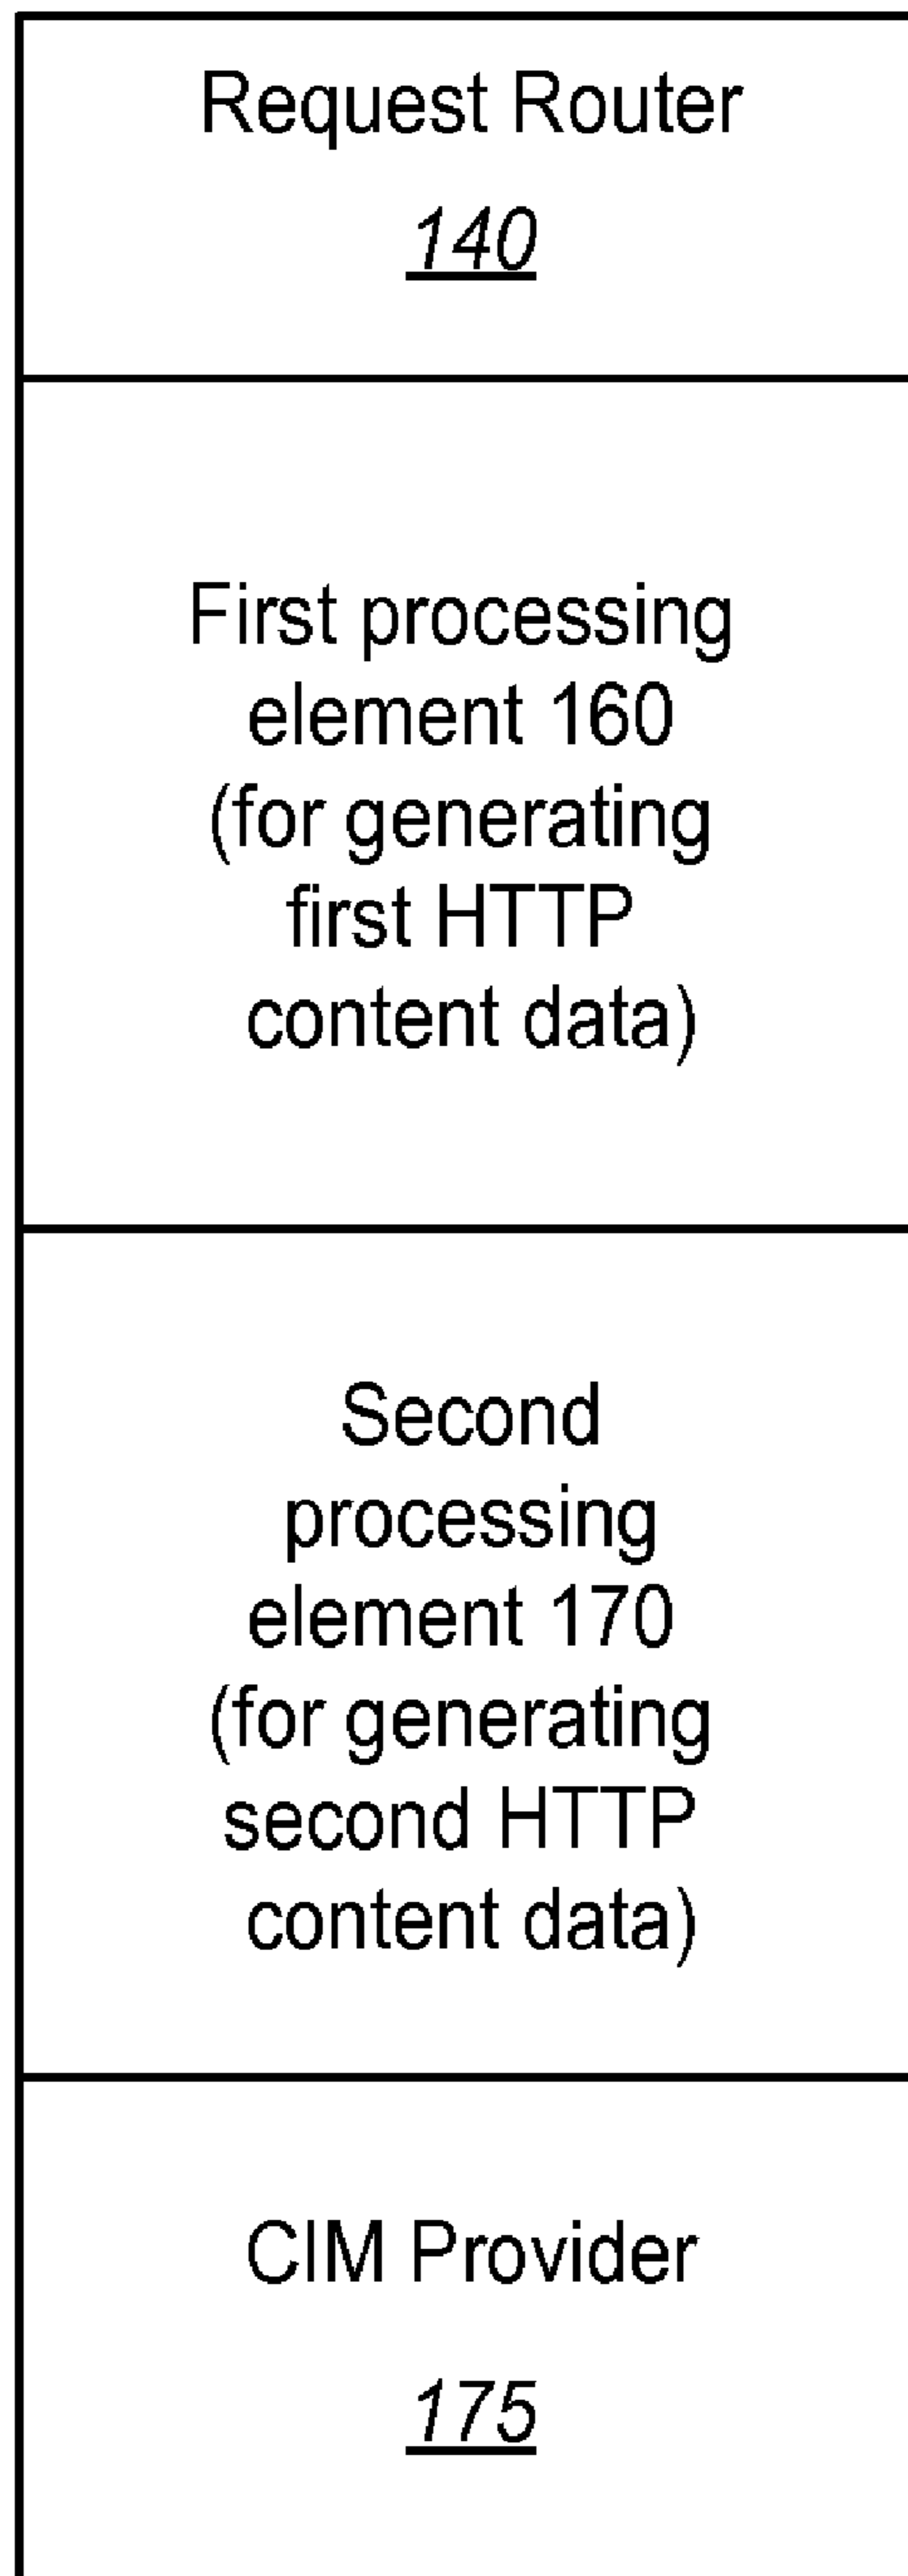 Request Router
140
First processing
element 160
(for generating
first HTTP
content data)
Second
processing
element 170
(for generating
second HTTP
content data)
CIM Provider
175